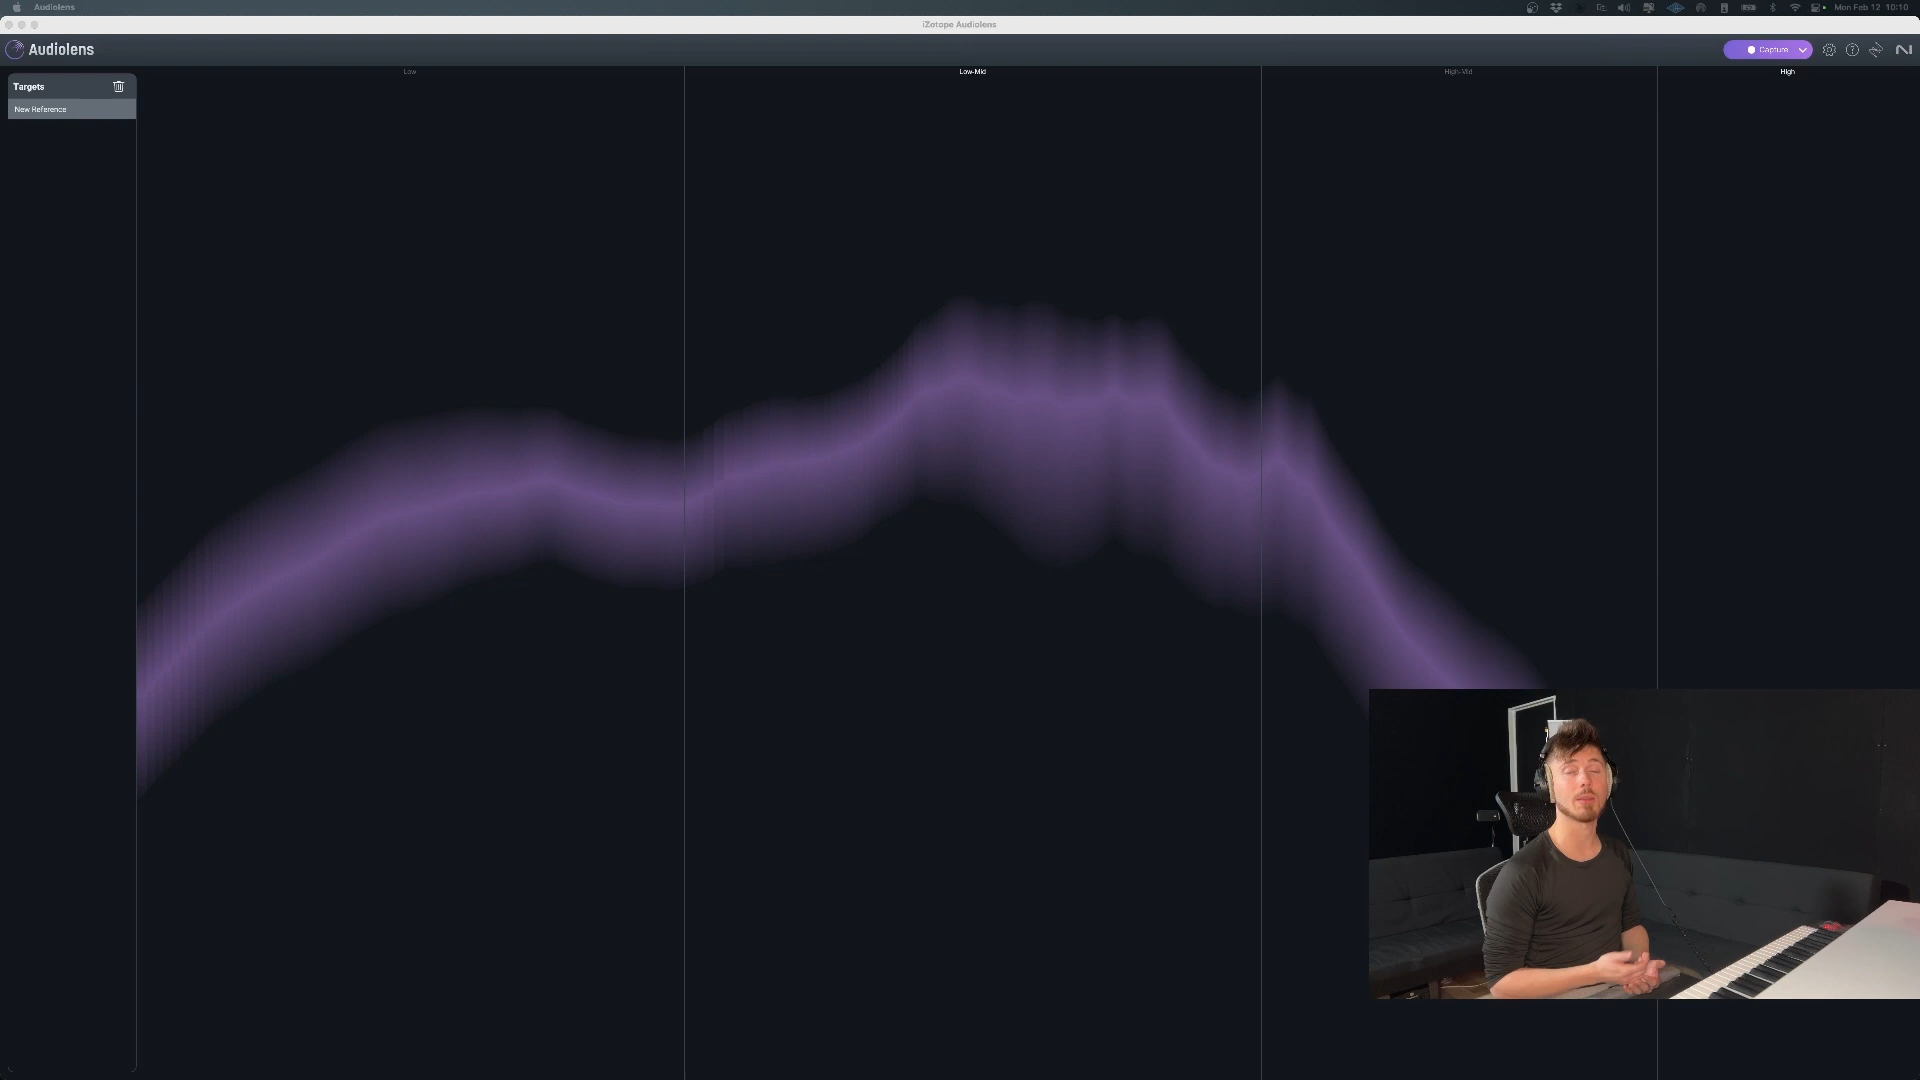 Audiolens
Mon Feb 12 10:10
iZotope Audiolens
Audiolens
Capture
Low
Low-Mid
High-Mid
High
Targets
New Reference